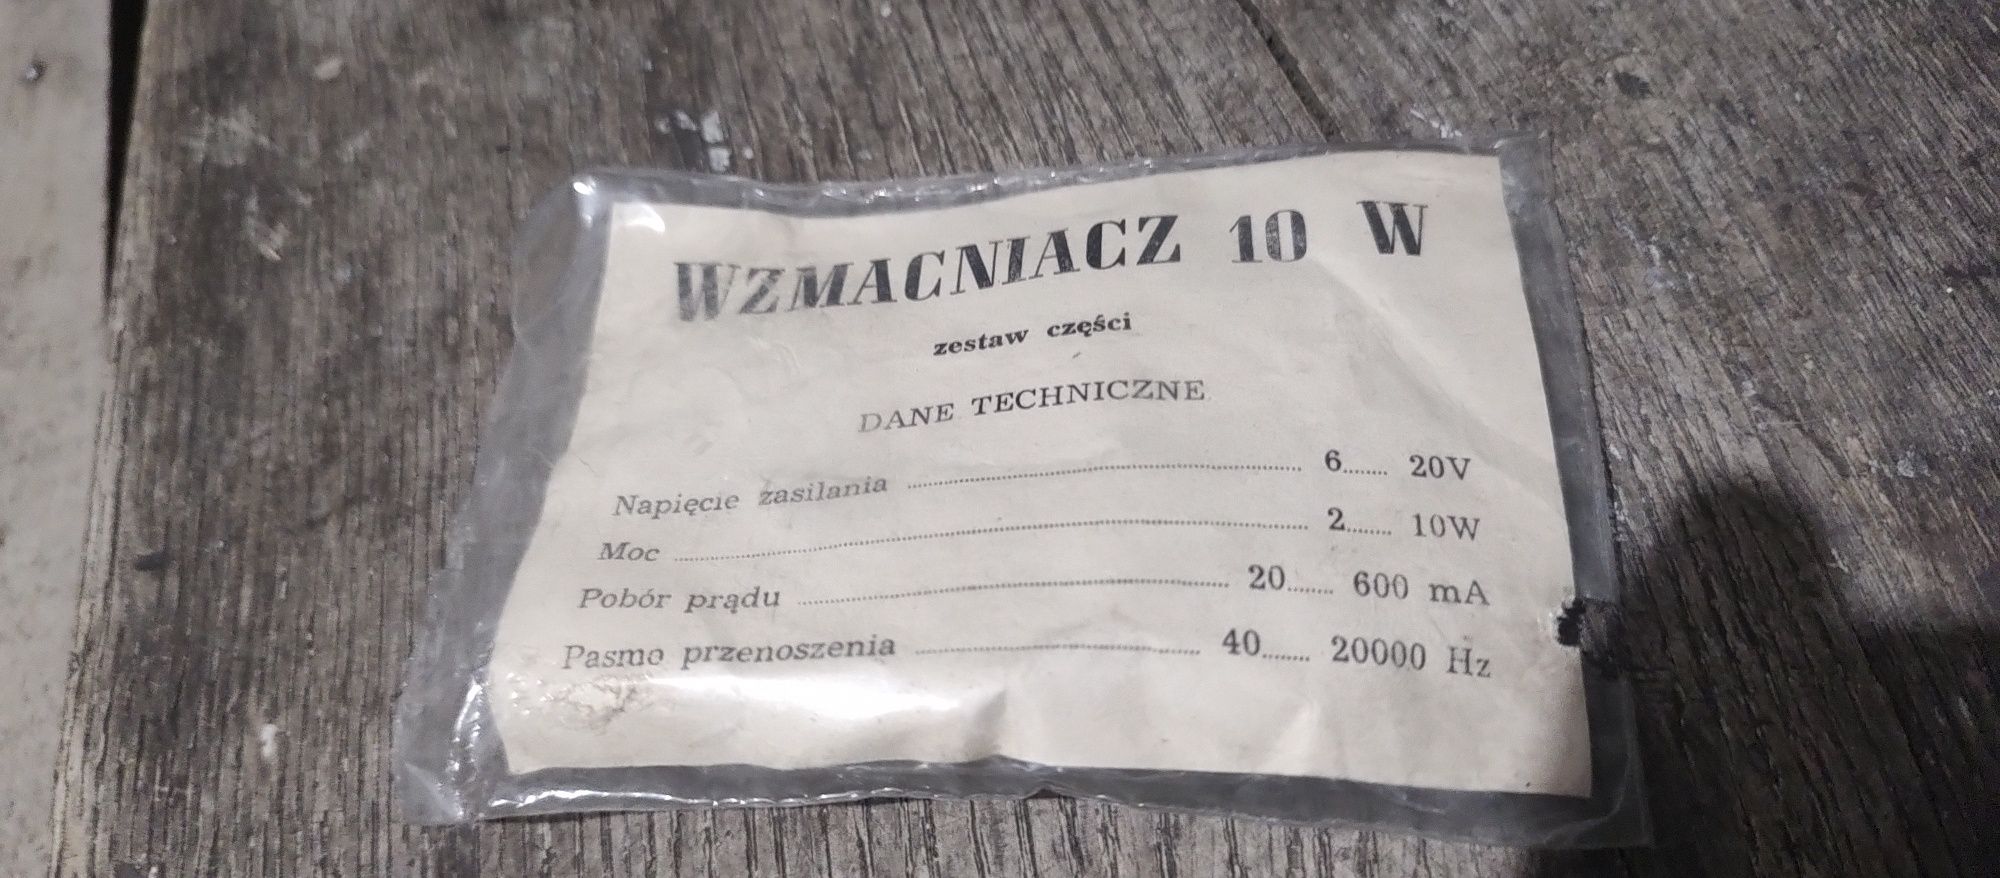 WZMACNIACZ 10 W
zestaw części
DANE TECHNICZNE
Napięcie zasilania ........ 6........ 20V
Moc ........ 2........ 10W
Pobór prądu ........ 20........ 600 mA
Pasmo przenoszenia ........ 40........ 20000 Hz